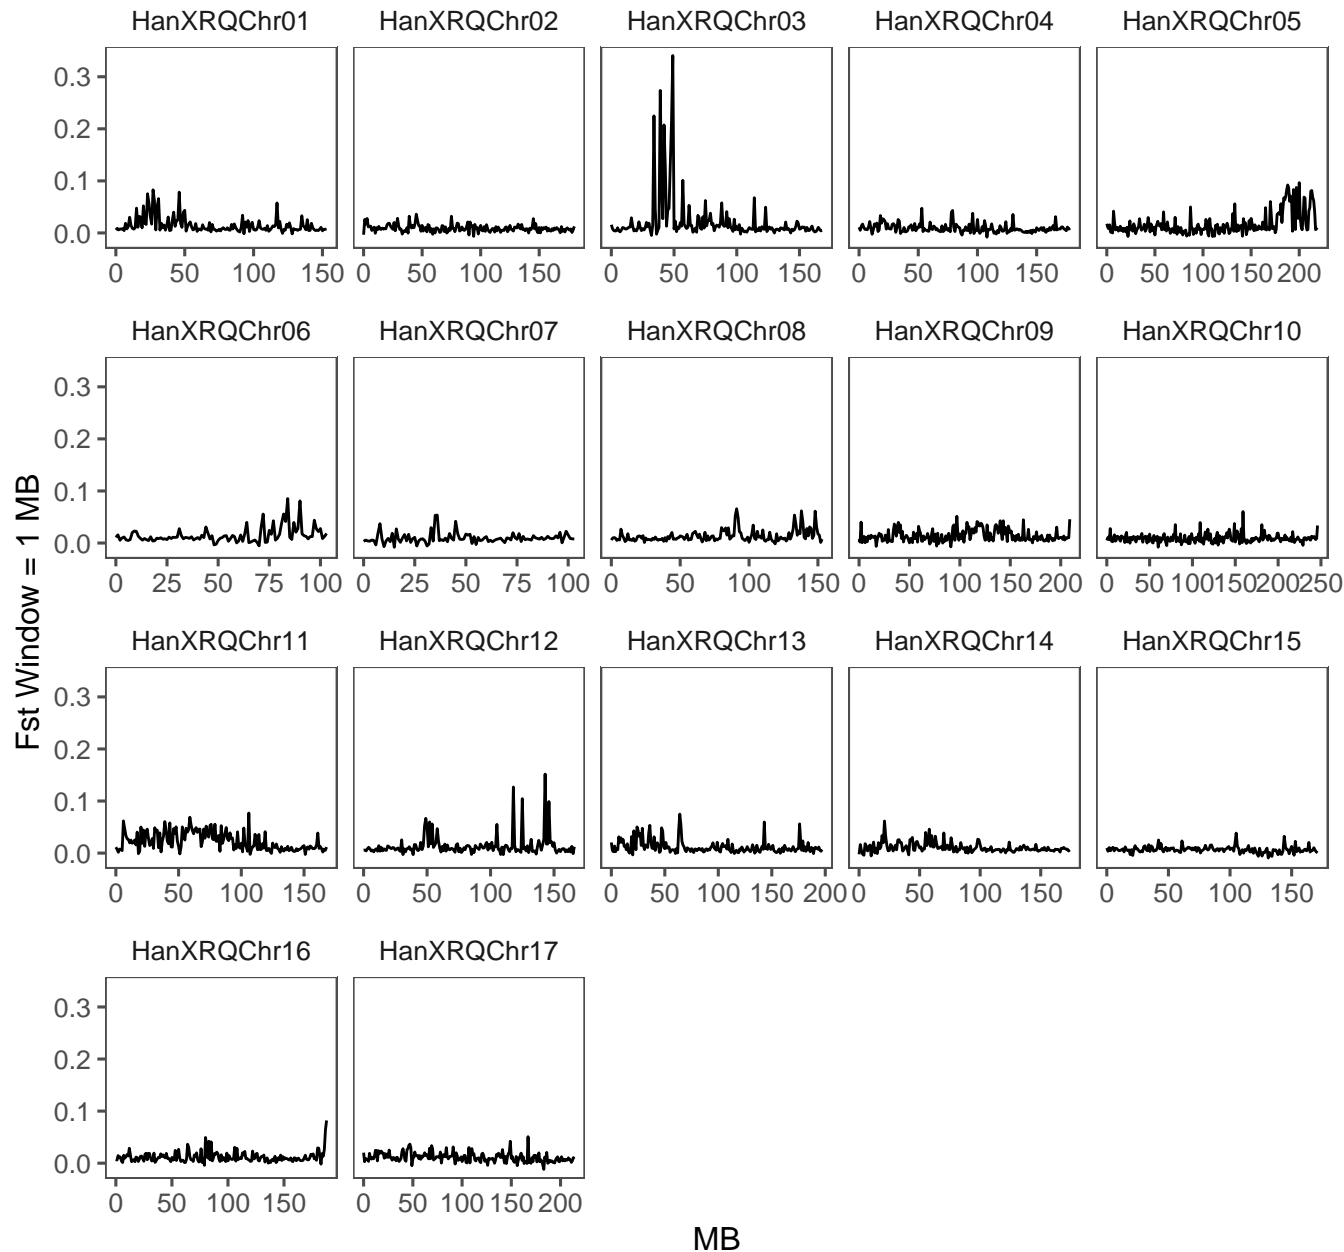 HanXRQChr01 HanXRQChr02 HanXRQChr03 HanXRQChr04 HanXRQChr05
0.3
0.2
0.1
0.0
0 50 100 150 0 50 100 150 0 50 100 150 0 50 100 150 0 50 100 150 200
HanXRQChr06 HanXRQChr07 HanXRQChr08 HanXRQChr09 HanXRQChr10
0.3
0.2
0.1
0.0
0 25 50 75 100 0 25 50 75 100 0 50 100 150 0 50 100 150 200 0 50 100 150 200 250
Fst Window = 1 MB
HanXRQChr11 HanXRQChr12 HanXRQChr13 HanXRQChr14 HanXRQChr15
0.3
0.2
0.1
0.0
0 50 100 150 0 50 100 150 0 50 100 150 200 0 50 100 150 0 50 100 150
HanXRQChr16 HanXRQChr17
0.3
0.2
0.1
0.0
0 50 100 150 0 50 100 150 200
MB